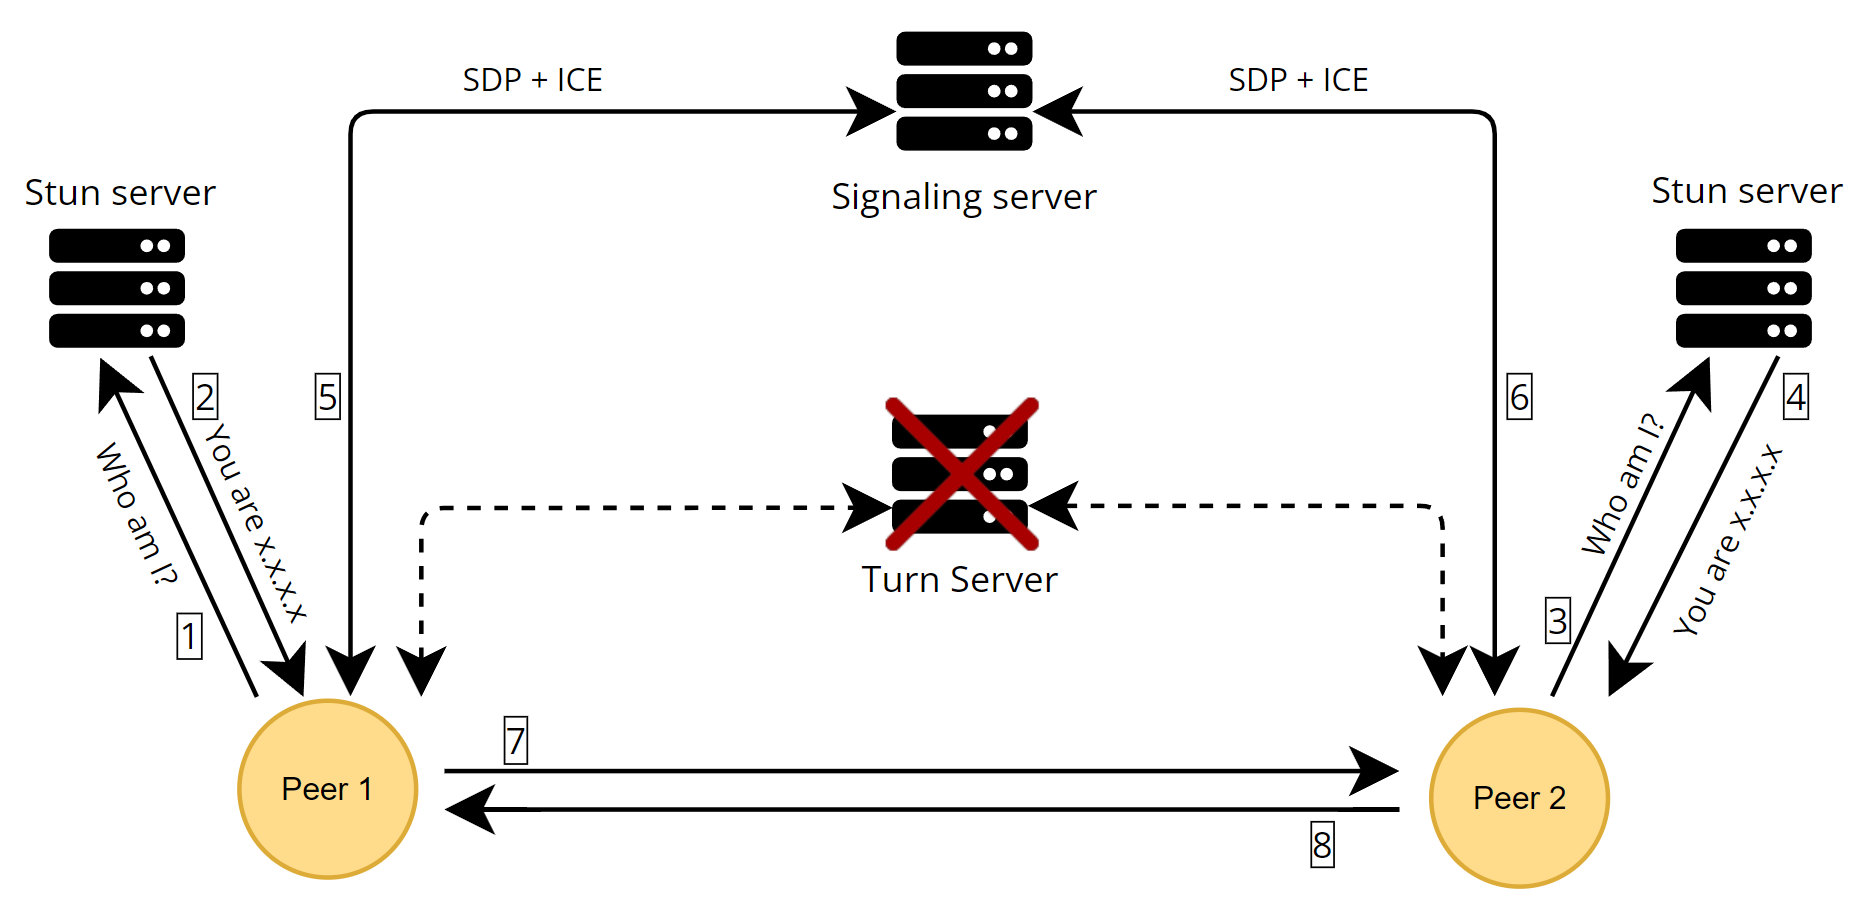 SDP + ICE
SDP + ICE
Signaling server
Stun server
Stun server
2
5
6
4
Who am I?
You are x.x.x.x
Who am I?
You are x.x.x.x
Turn Server
1
3
7
Peer 1
Peer 2
8